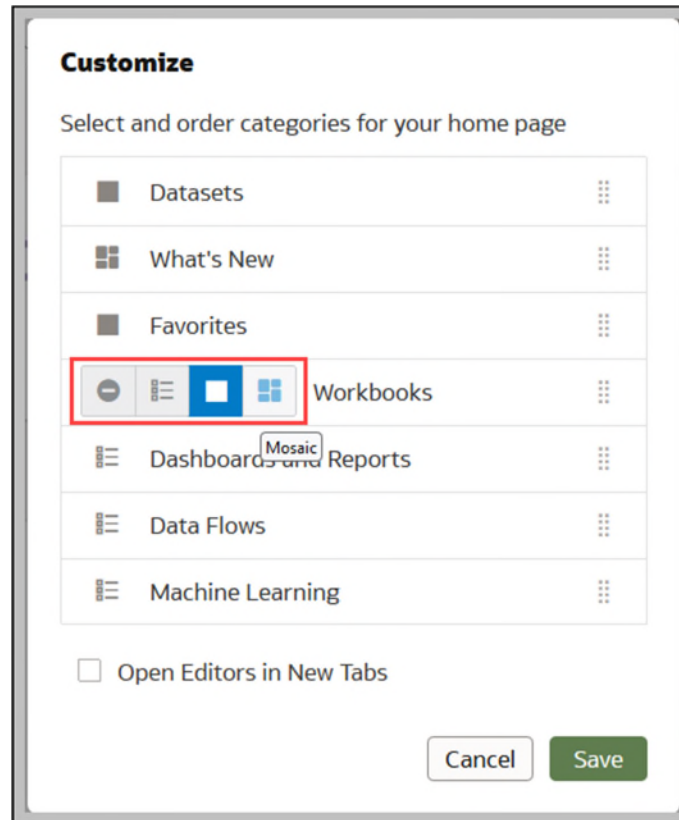 Customize
Select and order categories for your home page
Datasets
What's New
Favorites
Workbooks
Mosaic
Dashboards and Reports
Data Flows
Machine Learning
Open Editors in New Tabs
Cancel Save